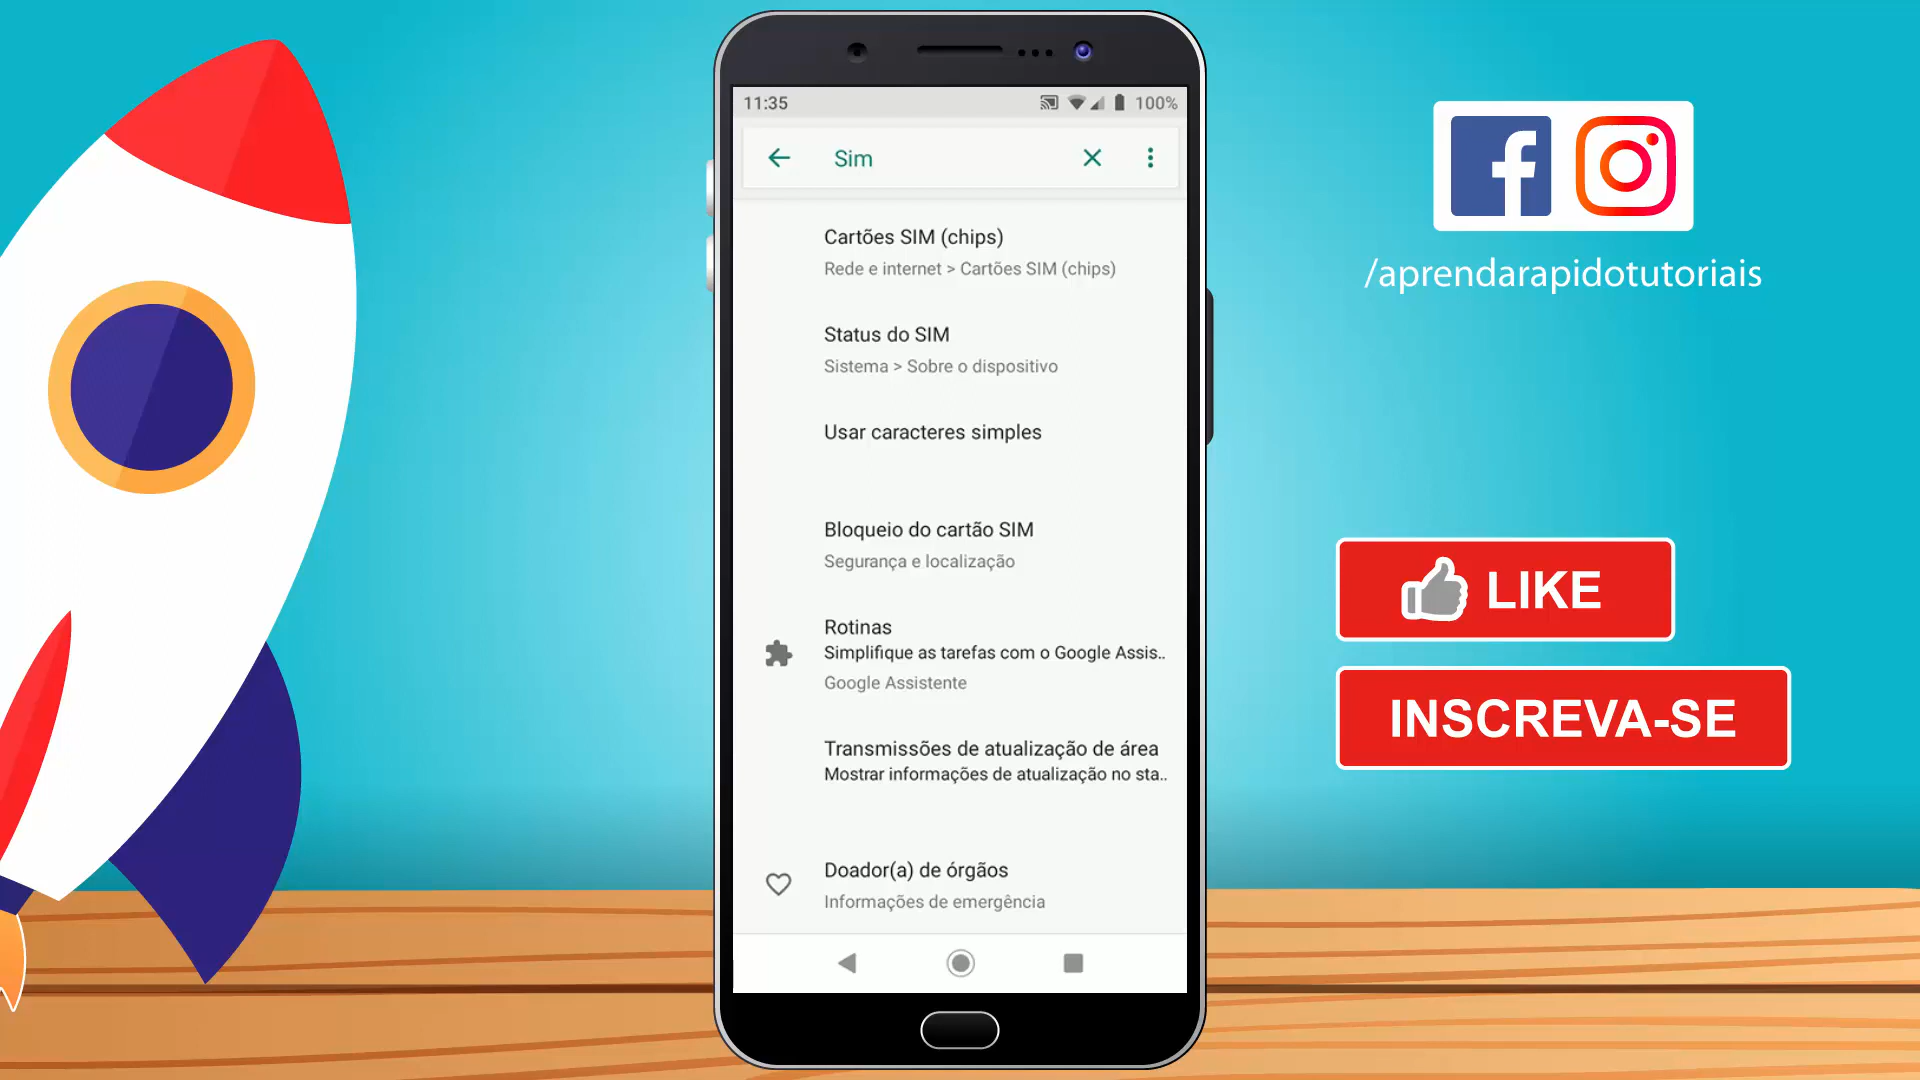 11:35
100%
Sim
Cartões SIM (chips)
Rede e internet > Cartões SIM (chips)
Status do SIM
Sistema > Sobre o dispositivo
Usar caracteres simples
Bloqueio do cartão SIM
Segurança e localização
Rotinas
Simplifique as tarefas com o Google Assis..
Google Assistente
Transmissões de atualização de área
Mostrar informações de atualização no sta..
Doador(a) de órgãos
Informações de emergência
/aprendarapidotutoriais
LIKE
INSCREVA-SE